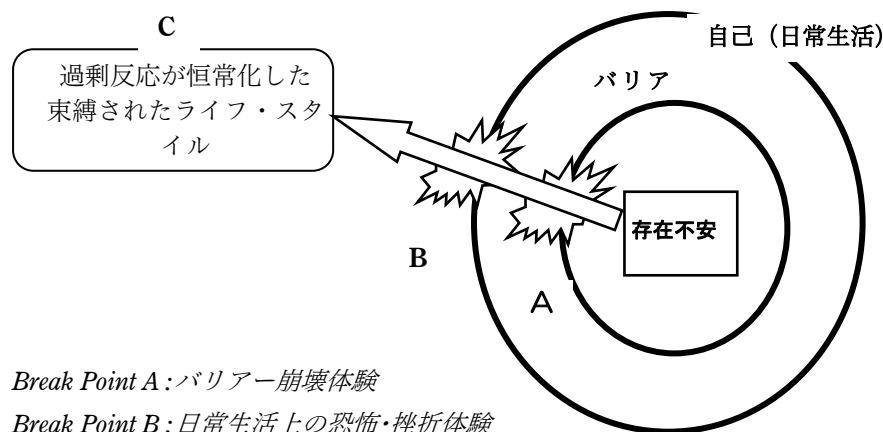 C
自己（日常生活）
過剰反応が恒常化した
束縛されたライフ・スタ
イル
バリア
存在不安
B
A
Break Point A :バリアー崩壊体験
Break Point B :日常生活上の恐怖･挫折体験